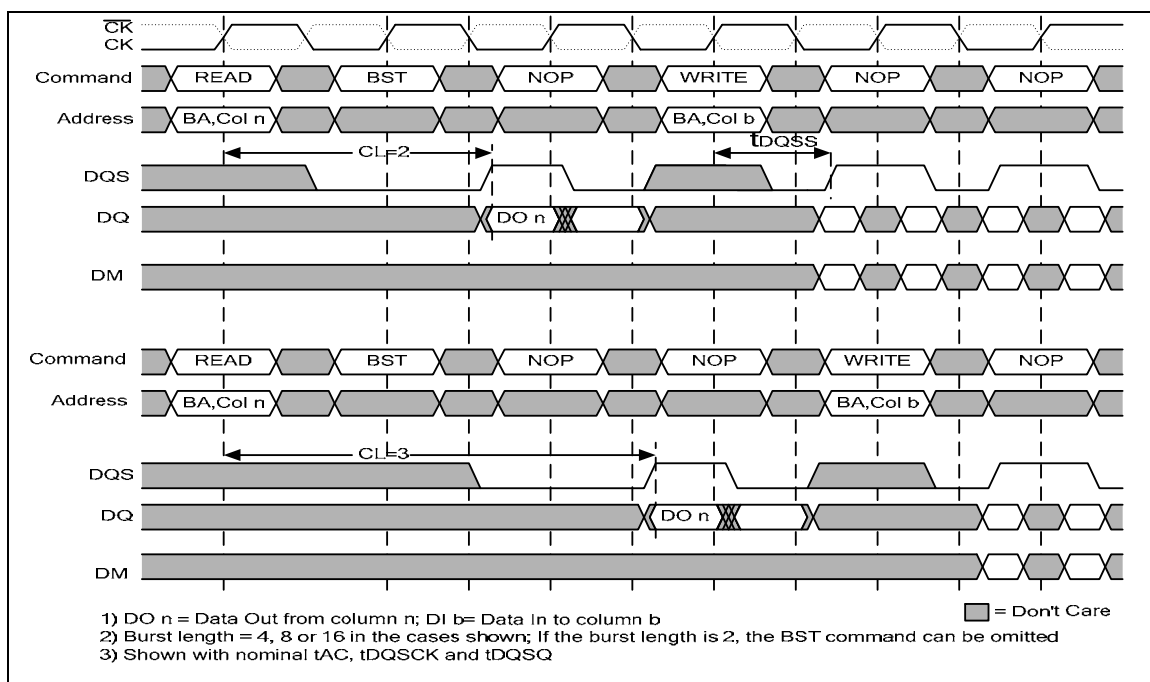 CK
CK
Command READ BST NOP WRITE NOP NOP
Address BA,Col n BA,Col b
CL=2 tDQSS
DQS
DQ DO n
DM
Command READ BST NOP NOP WRITE NOP
Address BA,Col n BA,Col b
CL=3
DQS
DQ DO n
DM
1) DO n = Data Out from column n; DI b= Data In to column b
= Don't Care
2) Burst length = 4, 8 or 16 in the cases shown; If the burst length is 2, the BST command can be omitted
3) Shown with nominal tAC, tDQSCK and tDQSQ